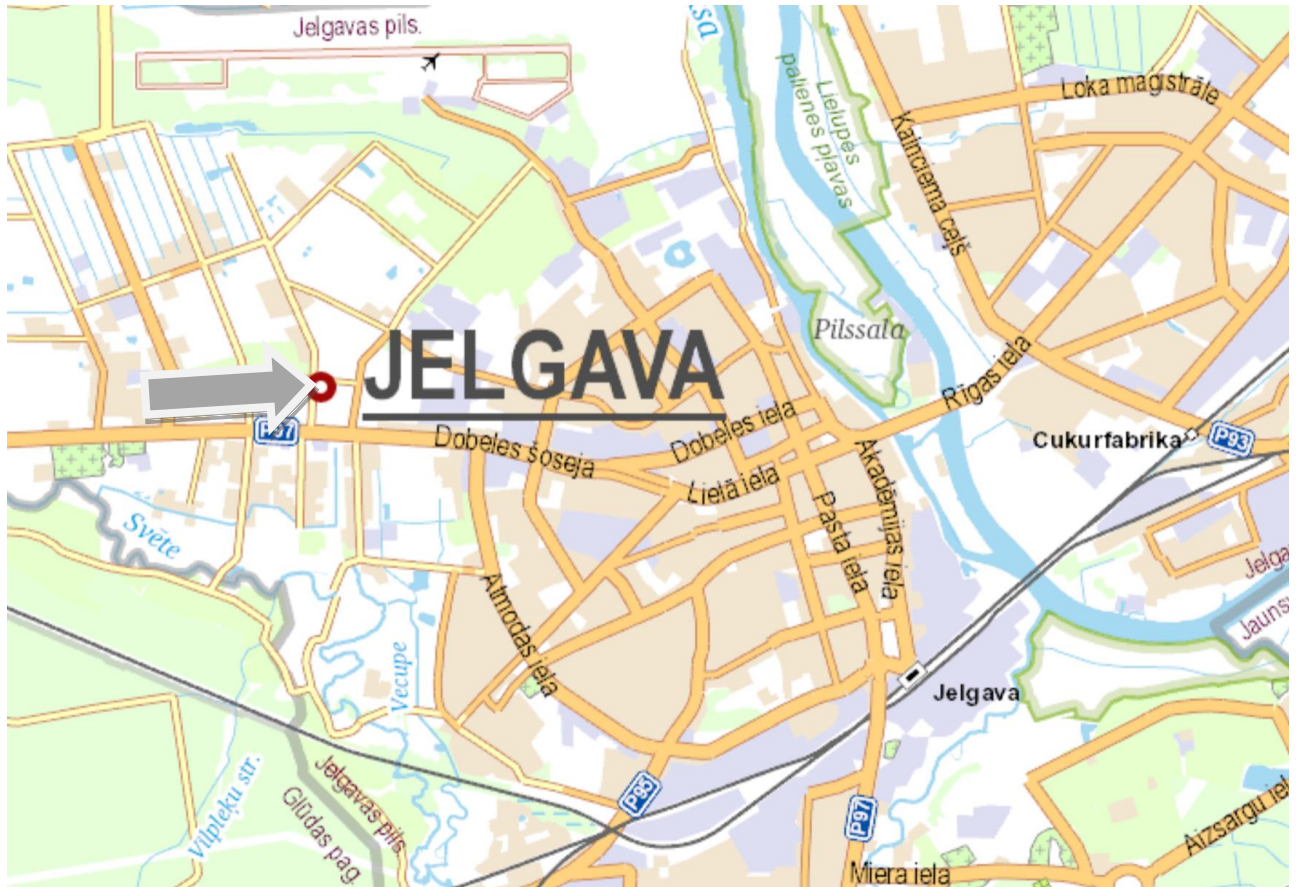 Jelgavas pils.
Lielupes
palienes pļavas
Loka maģistrāle
Kalnciema ceļš
Pilssala
JELGAVA
Rīgas iela
P97
Dobeles šoseja
Dobeles iela
Lielā iela
Akadēmijas iela
Pasta iela
Cukurfabrika
P93
Svēte
Atmodas iela
Vecupe
Jelgava
Vilpleķu str.
Jelgavas pils
Glūdas pag.
P95
P97
Miera iela
Aizsargu iel